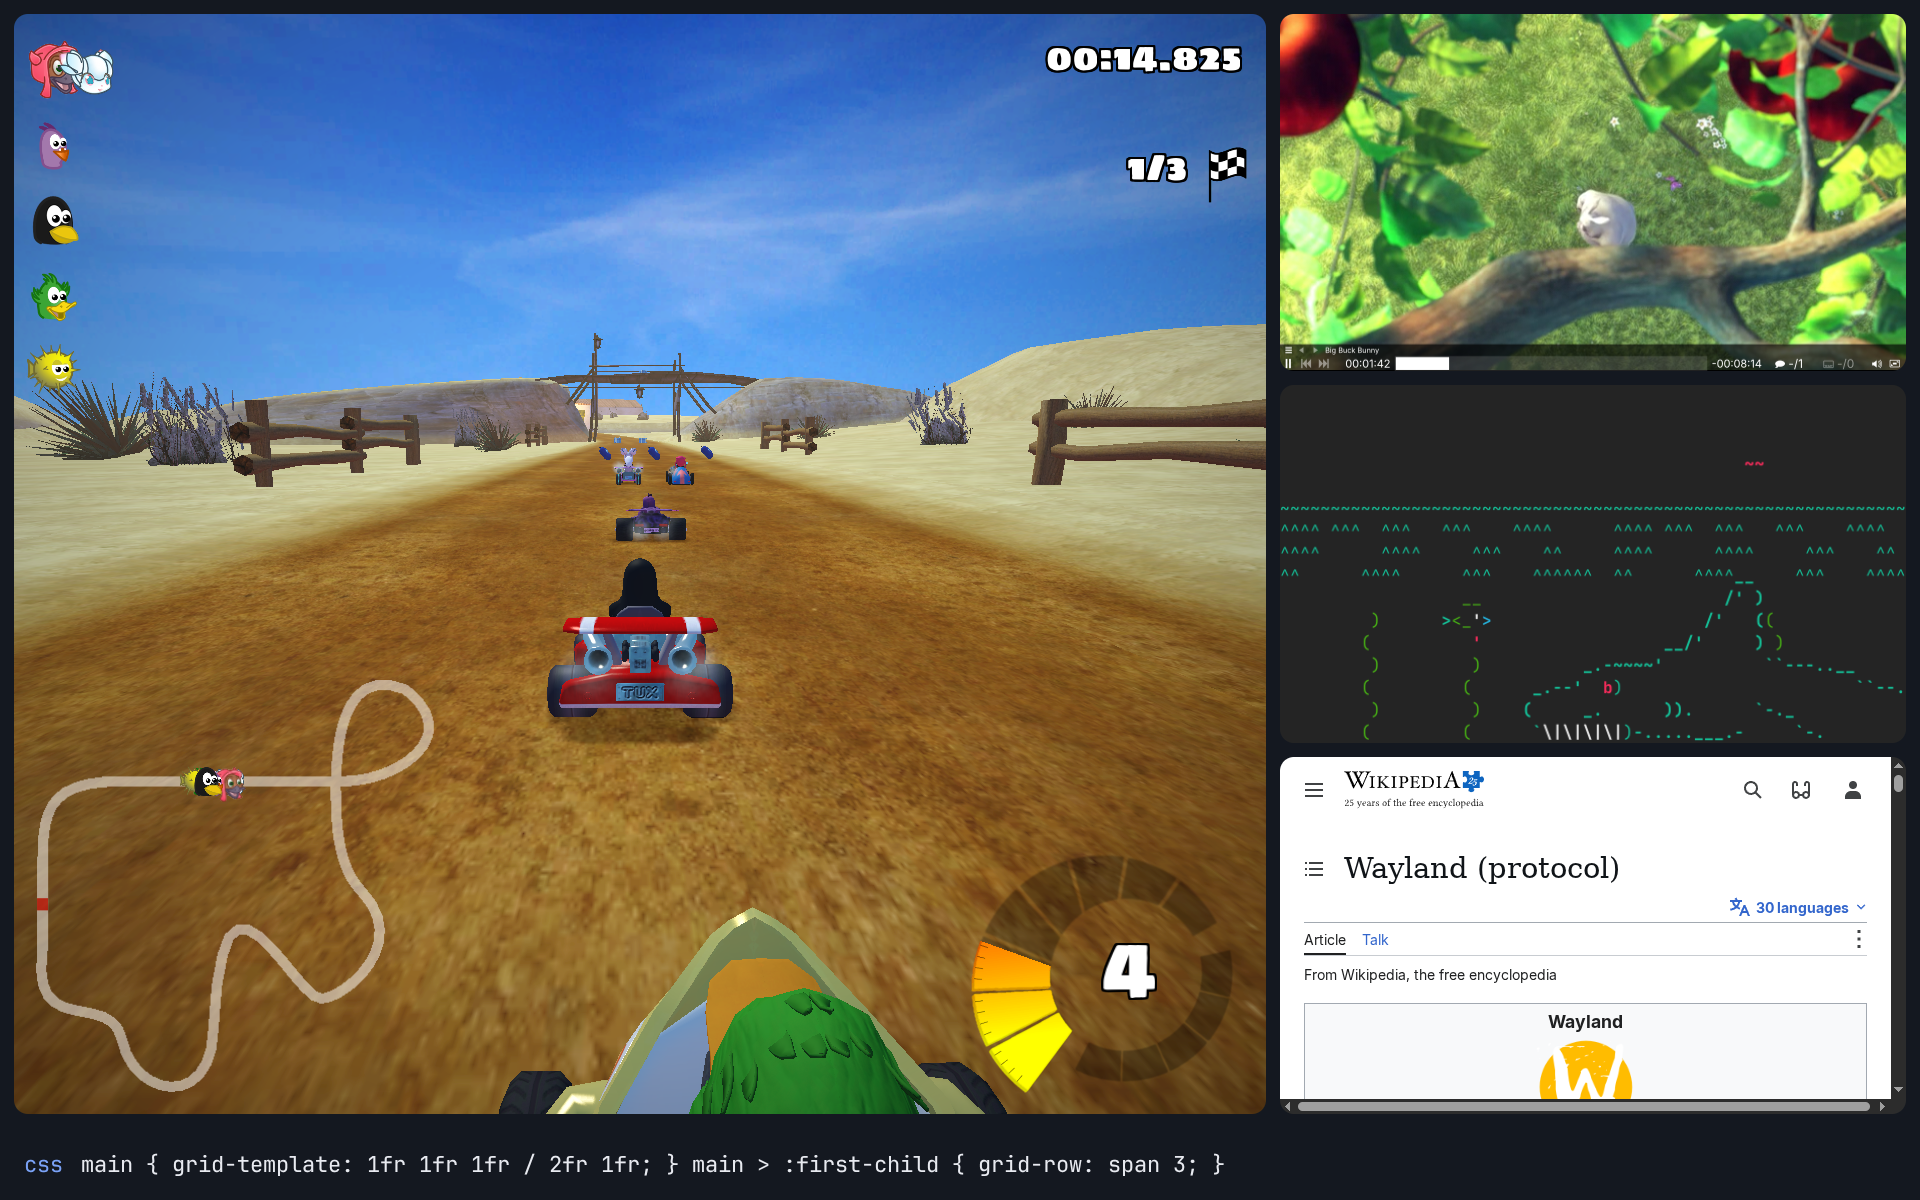 00:14.825
1/3
TUX
4
Big Buck Bunny
00:01:42
-00:08:14
-/1
-/0
WIKIPEDIA 25
25 years of the free encyclopedia
Wayland (protocol)
30 languages
Article Talk
From Wikipedia, the free encyclopedia
Wayland
css main { grid-template: 1fr 1fr 1fr / 2fr 1fr; } main > :first-child { grid-row: span 3; }